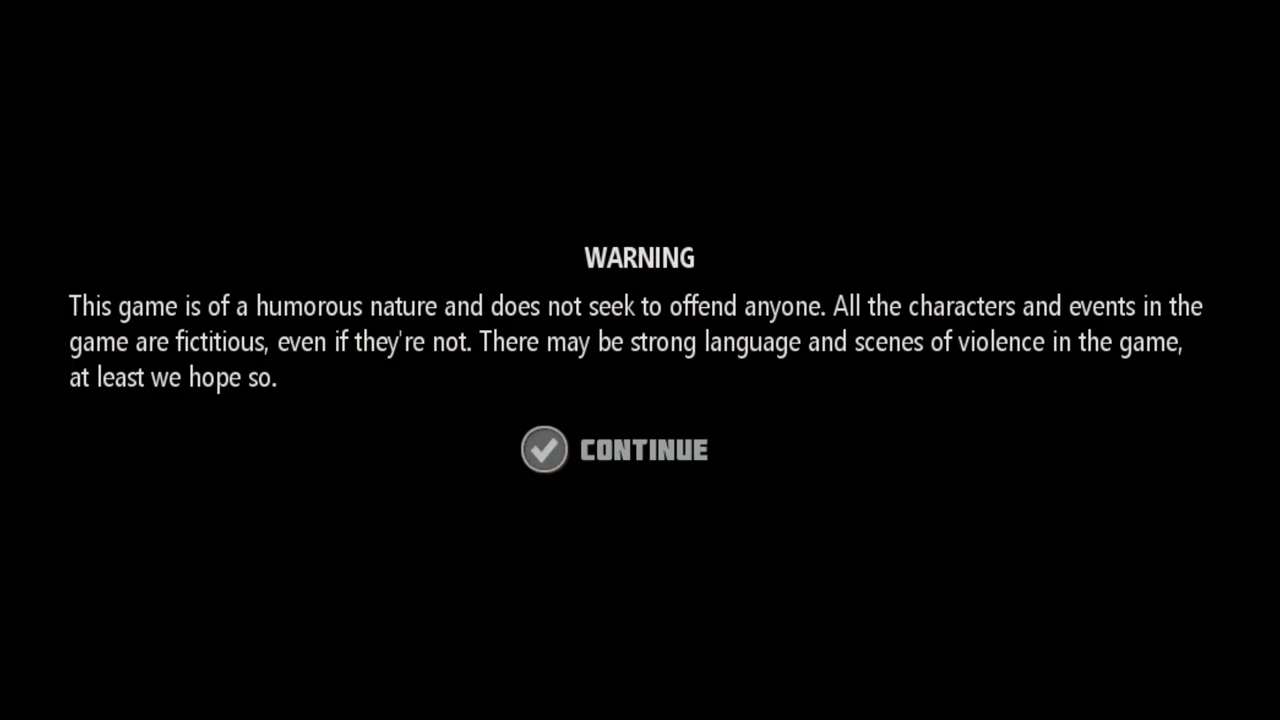 WARNING
This game is of a humorous nature and does not seek to offend anyone. All the characters and events in the
game are fictitious, even if they're not. There may be strong language and scenes of violence in the game,
at least we hope so.
CONTINUE